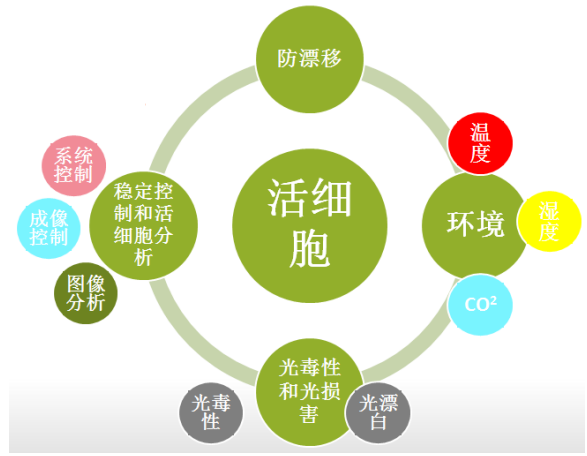 防漂移
温
度
系统
控制
稳定控
制和活
细胞分
析
活细
胞
环境
湿
度
成像
控制
图像
分析
CO²
光毒性
和光损
害
光毒
性
光漂
白